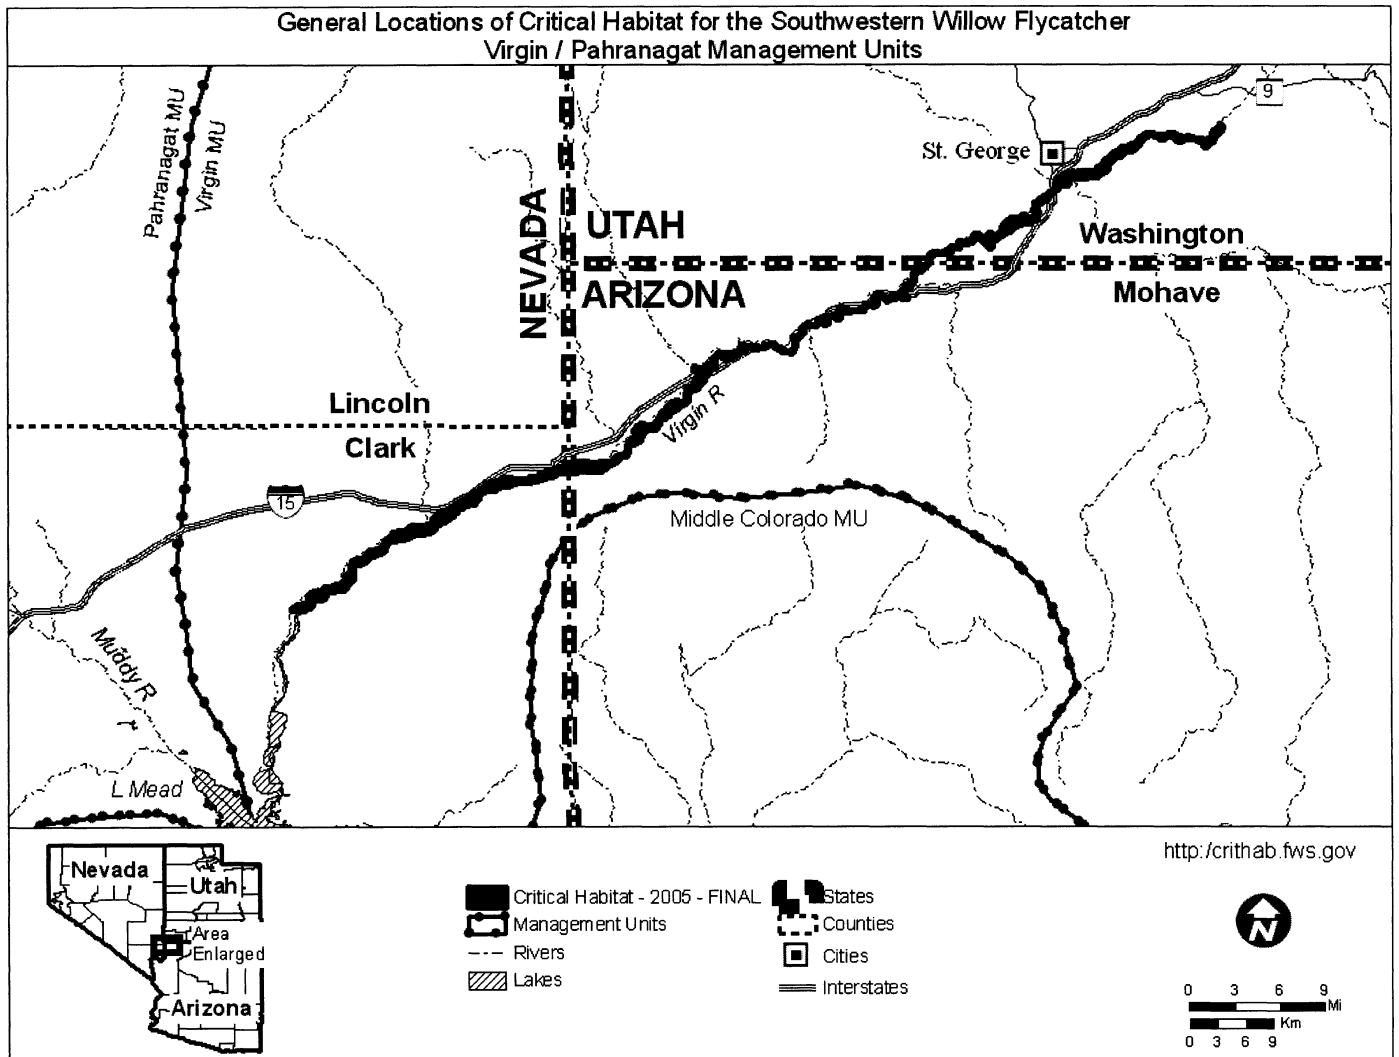 General Locations of Critical Habitat for the Southwestern Willow Flycatcher
Virgin / Pahranagat Management Units
Pahranagat MU
Virgin MU
NEVADA
UTAH
ARIZONA
St. George
9
Washington
Mohave
Lincoln
Clark
15
Virgin R
Middle Colorado MU
Muddy R
L Mead
Nevada
Utah
Area
Enlarged
Arizona
Critical Habitat - 2005 - FINAL
Management Units
Rivers
Lakes
States
Counties
Cities
Interstates
http:/crithab.fws.gov
N
0 3 6 9
Mi
Km
0 3 6 9